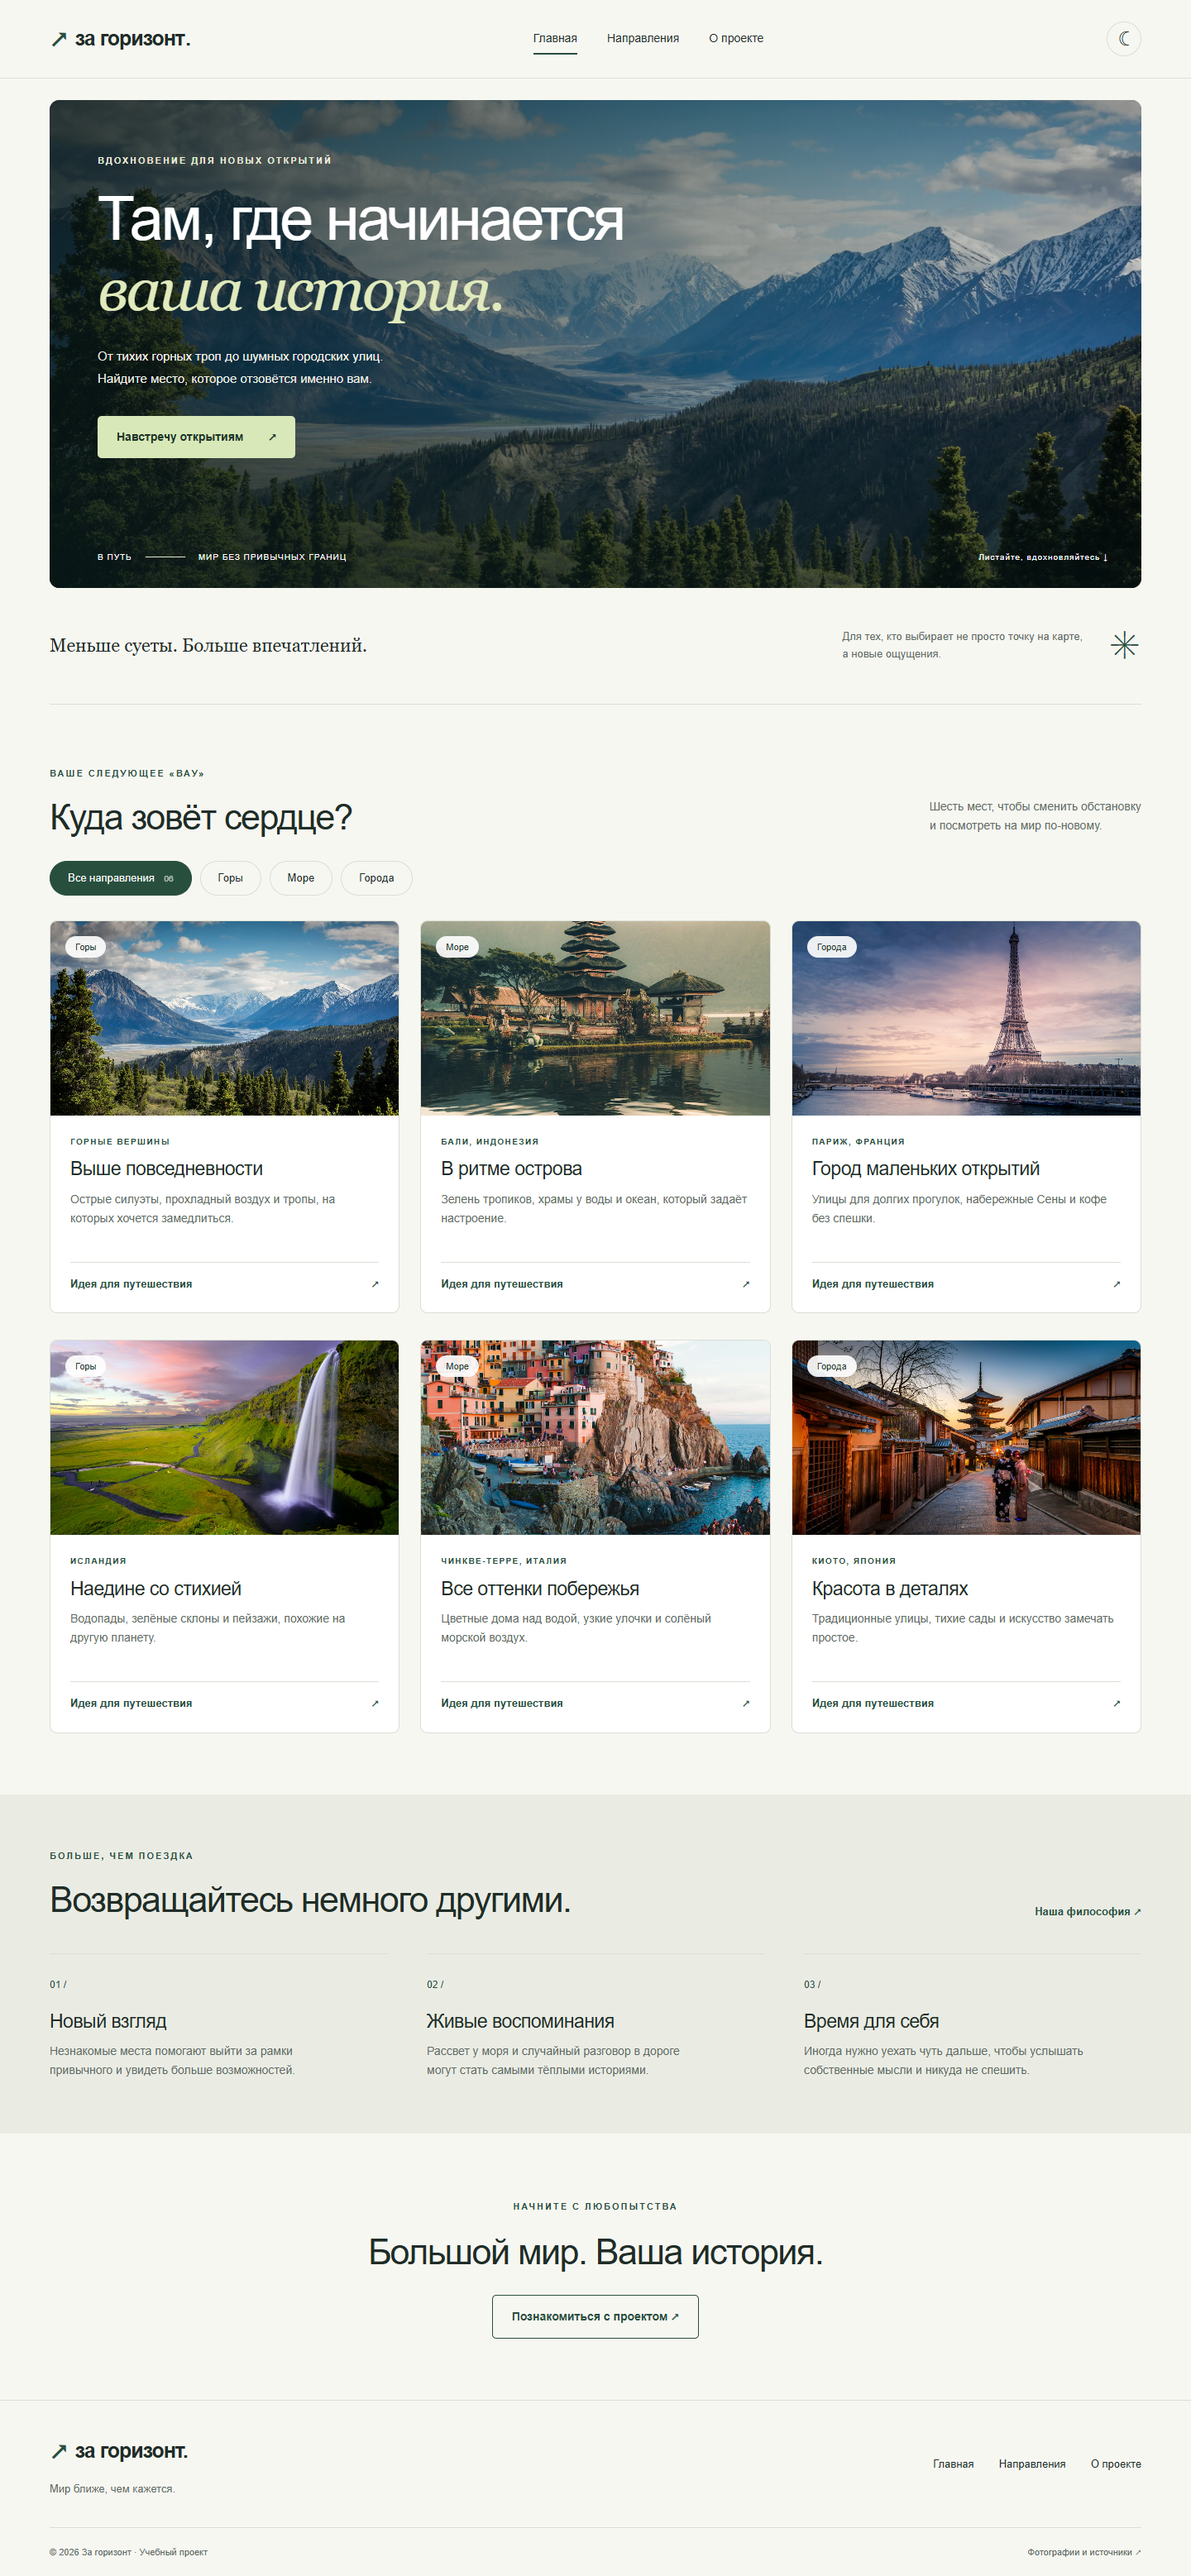 ↗ за горизонт.
Главная Направления О проекте
ВДОХНОВЕНИЕ ДЛЯ НОВЫХ ОТКРЫТИЙ
Там, где начинается
ваша история.
От тихих горных троп до шумных городских улиц.
Найдите место, которое отзовётся именно вам.
Навстречу открытиям ↗
В ПУТЬ МИР БЕЗ ПРИВЫЧНЫХ ГРАНИЦ
Листайте, вдохновляйтесь ↓
Меньше суеты. Больше впечатлений.
Для тех, кто выбирает не просто точку на карте,
а новые ощущения.
ВАШЕ СЛЕДУЮЩЕЕ «ВАУ»
Куда зовёт сердце?
Шесть мест, чтобы сменить обстановку
и посмотреть на мир по-новому.
Все направления 06 Горы Море Города
Горы
ГОРНЫЕ ВЕРШИНЫ
Выше повседневности
Острые силуэты, прохладный воздух и тропы, на
которых хочется замедлиться.
Идея для путешествия ↗
Море
БАЛИ, ИНДОНЕЗИЯ
В ритме острова
Зелень тропиков, храмы у воды и океан, который задаёт
настроение.
Идея для путешествия ↗
Города
ПАРИЖ, ФРАНЦИЯ
Город маленьких открытий
Улицы для долгих прогулок, набережные Сены и кофе
без спешки.
Идея для путешествия ↗
Горы
ИСЛАНДИЯ
Наедине со стихией
Водопады, зелёные склоны и пейзажи, похожие на
другую планету.
Идея для путешествия ↗
Море
ЧИНКВЕ-ТЕРРЕ, ИТАЛИЯ
Все оттенки побережья
Цветные дома над водой, узкие улочки и солёный
морской воздух.
Идея для путешествия ↗
Города
КИОТО, ЯПОНИЯ
Красота в деталях
Традиционные улицы, тихие сады и искусство замечать
простое.
Идея для путешествия ↗
БОЛЬШЕ, ЧЕМ ПОЕЗДКА
Возвращайтесь немного другими.
Наша философия ↗
01 /
Новый взгляд
Незнакомые места помогают выйти за рамки
привычного и увидеть больше возможностей.
02 /
Живые воспоминания
Рассвет у моря и случайный разговор в дороге
могут стать самыми тёплыми историями.
03 /
Время для себя
Иногда нужно уехать чуть дальше, чтобы услышать
собственные мысли и никуда не спешить.
НАЧНИТЕ С ЛЮБОПЫТСТВА
Большой мир. Ваша история.
Познакомиться с проектом ↗
↗ за горизонт.
Мир ближе, чем кажется.
Главная Направления О проекте
© 2026 За горизонт · Учебный проект
Фотографии и источники ↗